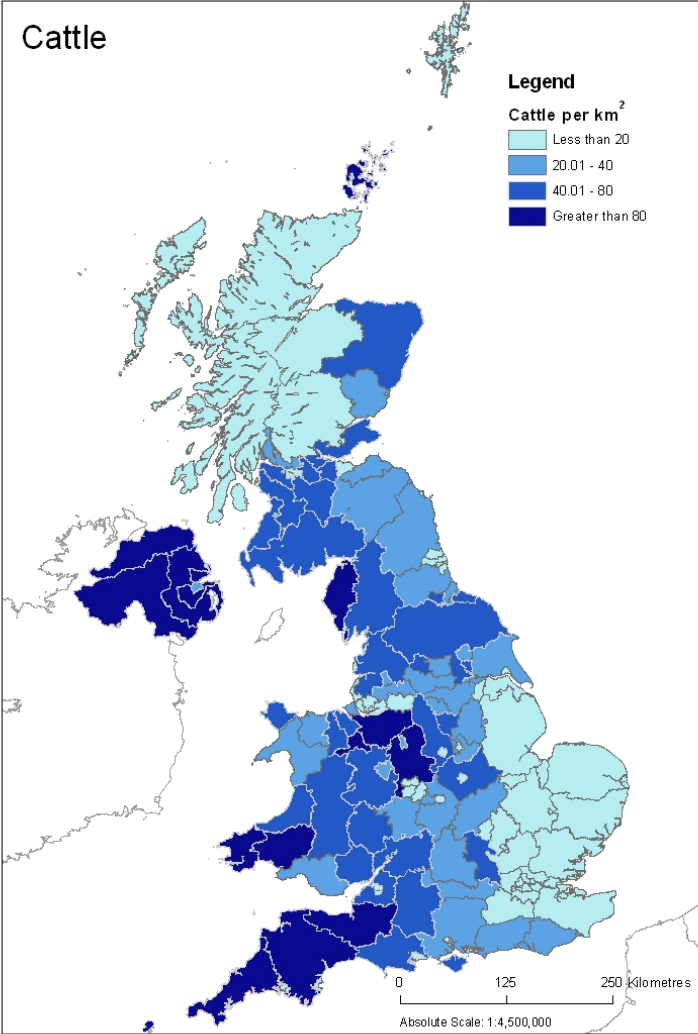 Cattle
Legend
Cattle per km²
Less than 20
20.01 - 40
40.01 - 80
Greater than 80
0 125 250 Kilometres
Absolute Scale: 1:4,500,000